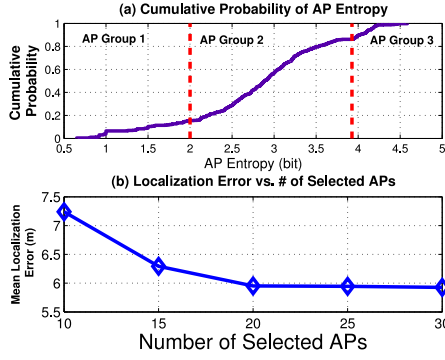 (a) Cumulative Probability of AP Entropy
Cumulative
Probability
1
0.8
0.6
0.4
0.2
0
AP Group 1
AP Group 2
AP Group 3
0.5 1 1.5 2 2.5 3 3.5 4 4.5 5
AP Entropy (bit)
(b) Localization Error vs. # of Selected APs
Mean Localization
Error (m)
7.5
7
6.5
6
5.5
10 15 20 25 30
Number of Selected APs